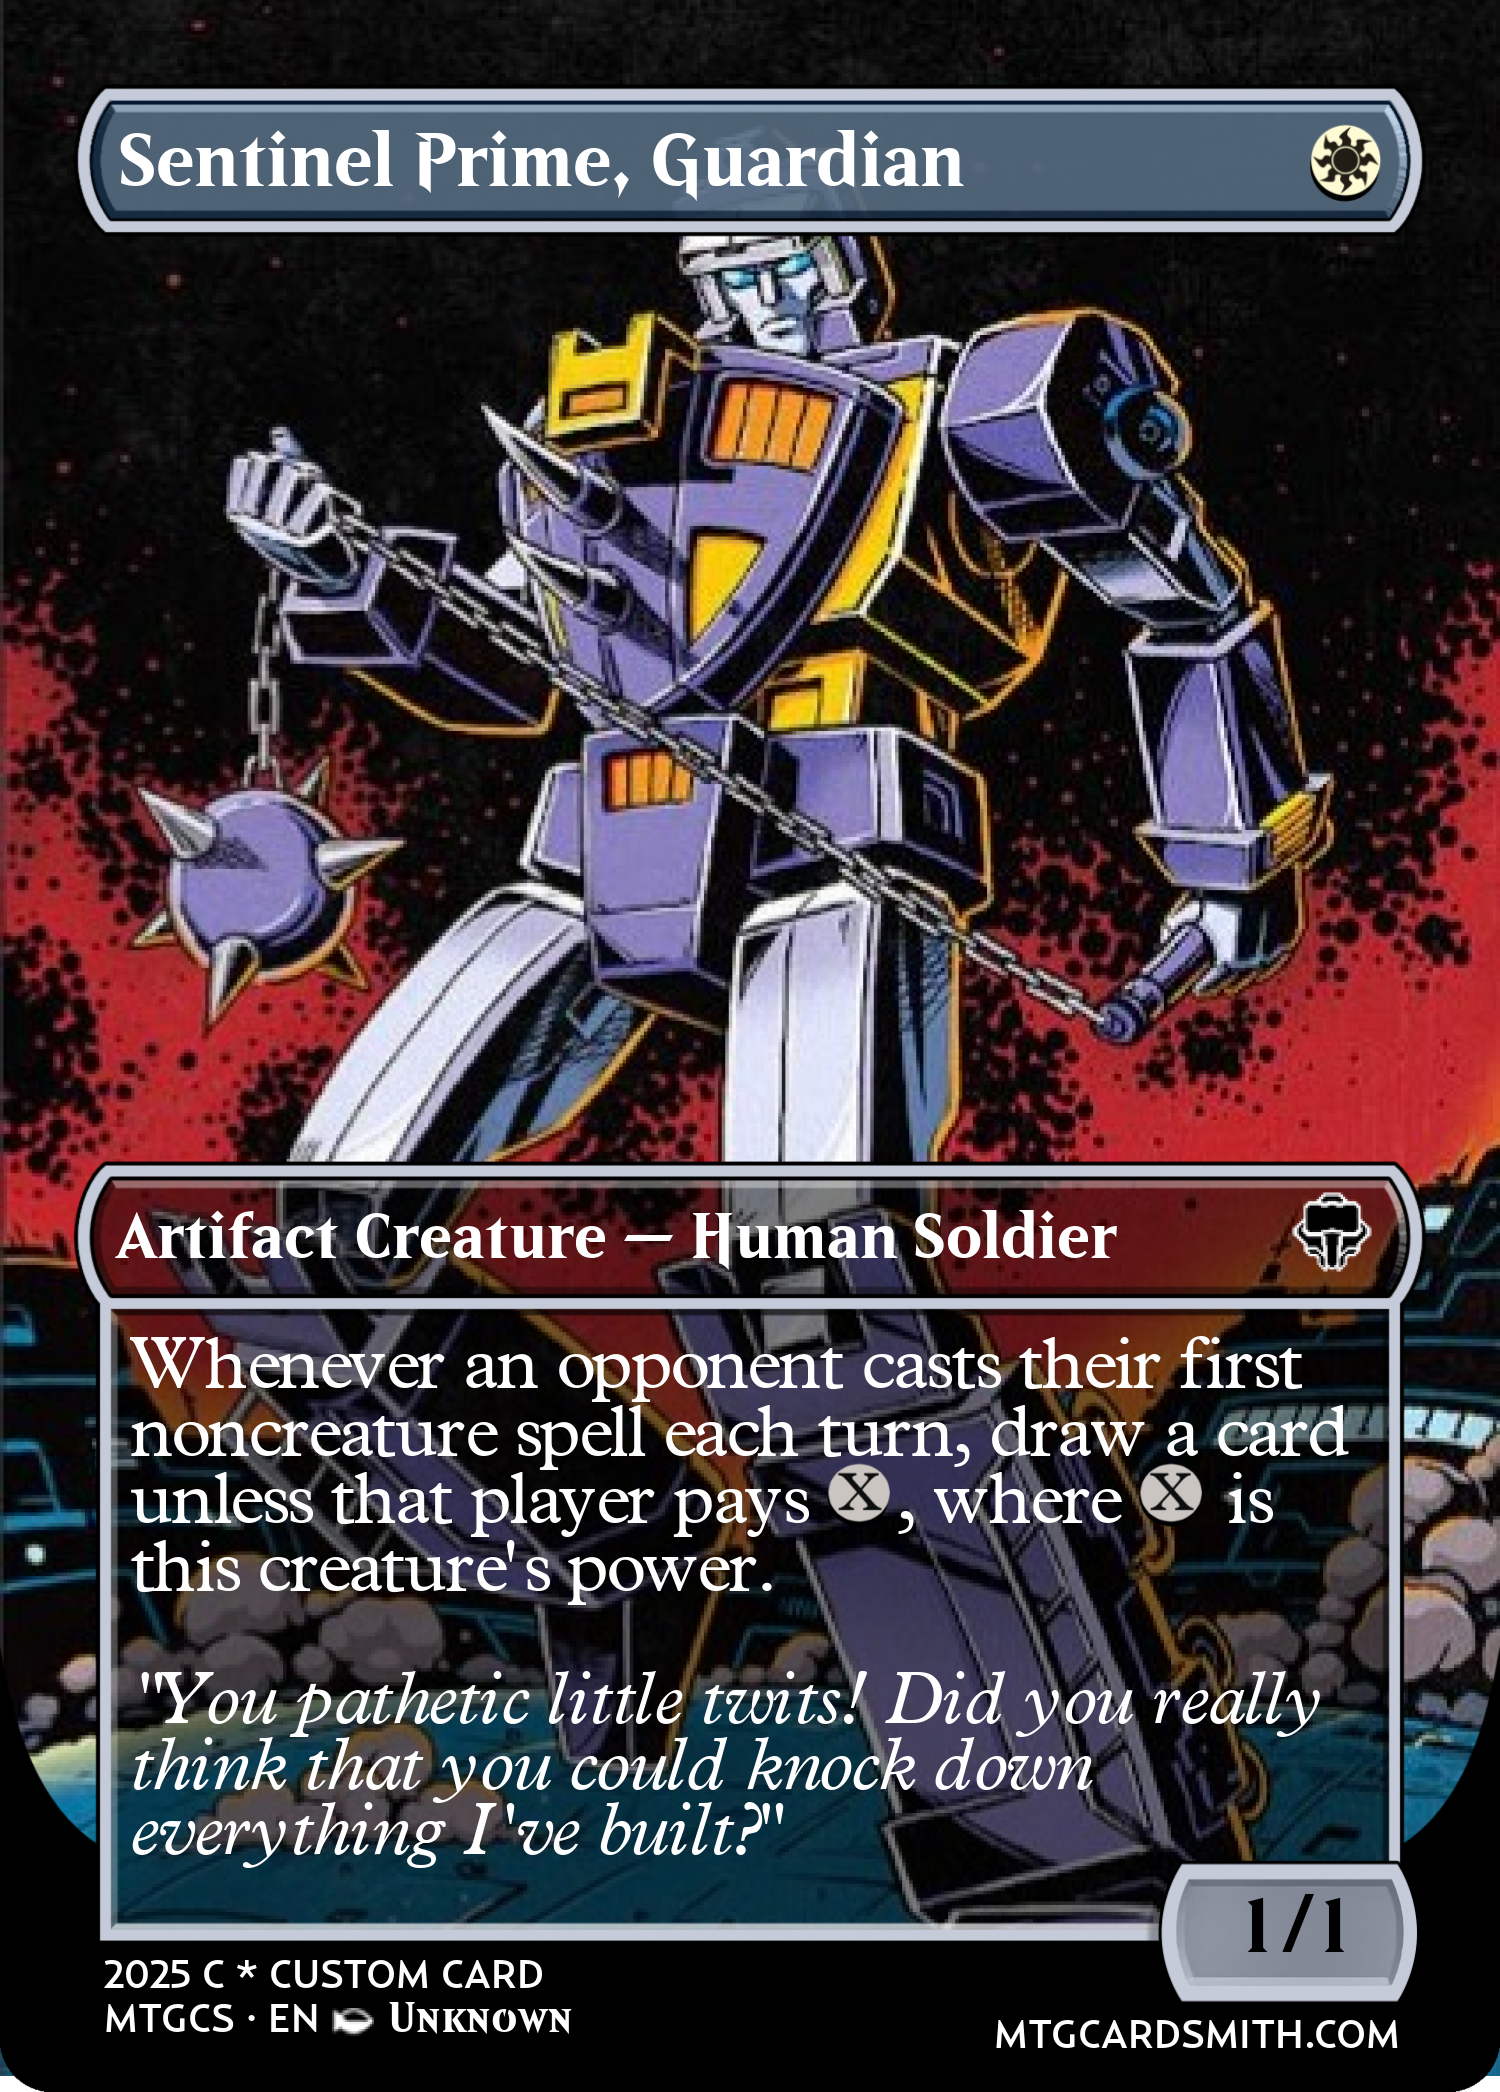 Sentinel Prime, Guardian
Artifact Creature — Human Soldier
Whenever an opponent casts their first
noncreature spell each turn, draw a card
unless that player pays X, where X is
this creature's power.
"You pathetic little twits! Did you really
think that you could knock down
everything I've built?"
1/1
2025 C * CUSTOM CARD
MTGCS · EN UNKNOWN
MTGCARDSMITH.COM